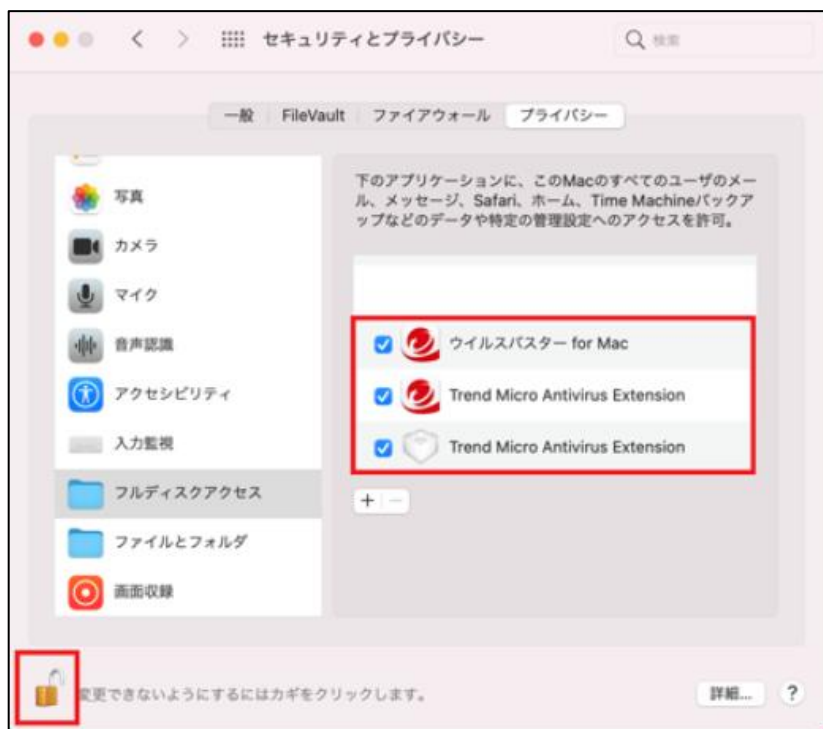 セキュリティとプライバシー
検索
一般 FileVault ファイアウォール プライバシー
写真
カメラ
マイク
音声認識
アクセシビリティ
入力監視
フルディスクアクセス
ファイルとフォルダ
画面収録
下のアプリケーションに、このMacのすべてのユーザのメー
ル、メッセージ、Safari、ホーム、Time Machineバックア
ップなどのデータや特定の管理設定へのアクセスを許可。
ウイルスバスター for Mac
Trend Micro Antivirus Extension
Trend Micro Antivirus Extension
+ −
変更できないようにするにはカギをクリックします。
詳細... ?